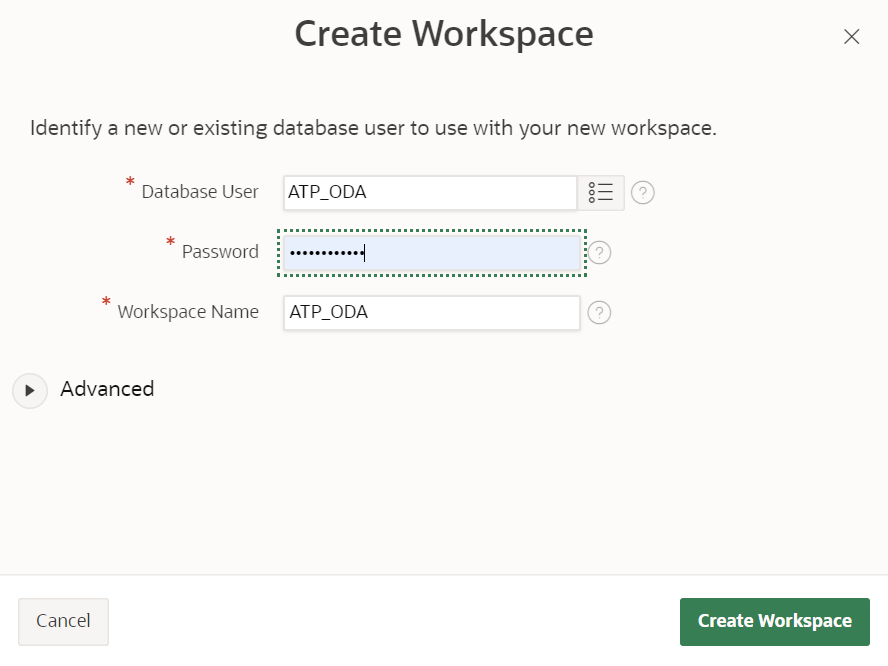 Create Workspace
Identify a new or existing database user to use with your new workspace.
* Database User ATP_ODA ?
* Password •••••••••••• ?
* Workspace Name ATP_ODA ?
Advanced
Cancel Create Workspace